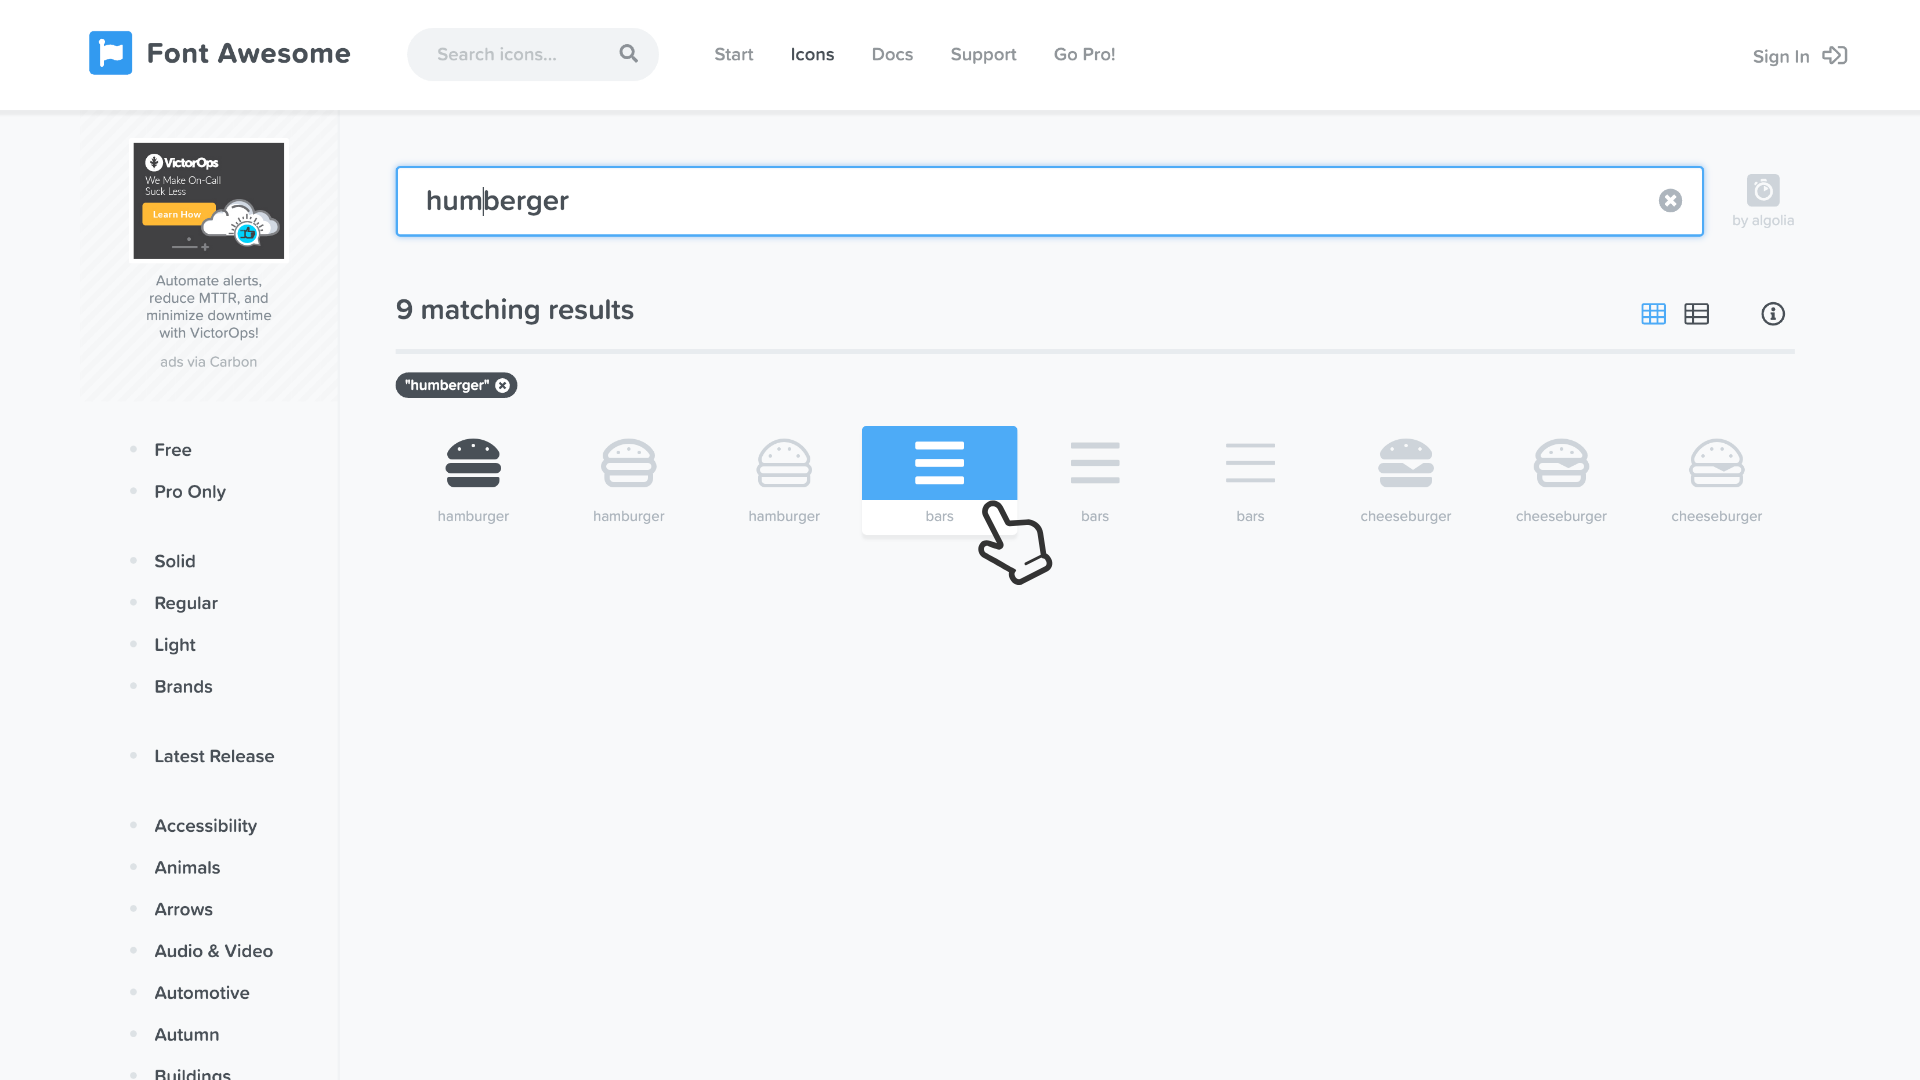 Font Awesome
Search icons...
Start
Icons
Docs
Support
Go Pro!
Sign In
VictorOps
We Make On-Call
Suck Less
Learn How
Automate alerts,
reduce MTTR, and
minimize downtime
with VictorOps!
ads via Carbon
humberger
by algolia
9 matching results
"humberger"
hamburger
hamburger
hamburger
bars
bars
bars
cheeseburger
cheeseburger
cheeseburger
Free
Pro Only
Solid
Regular
Light
Brands
Latest Release
Accessibility
Animals
Arrows
Audio & Video
Automotive
Autumn
Buildings